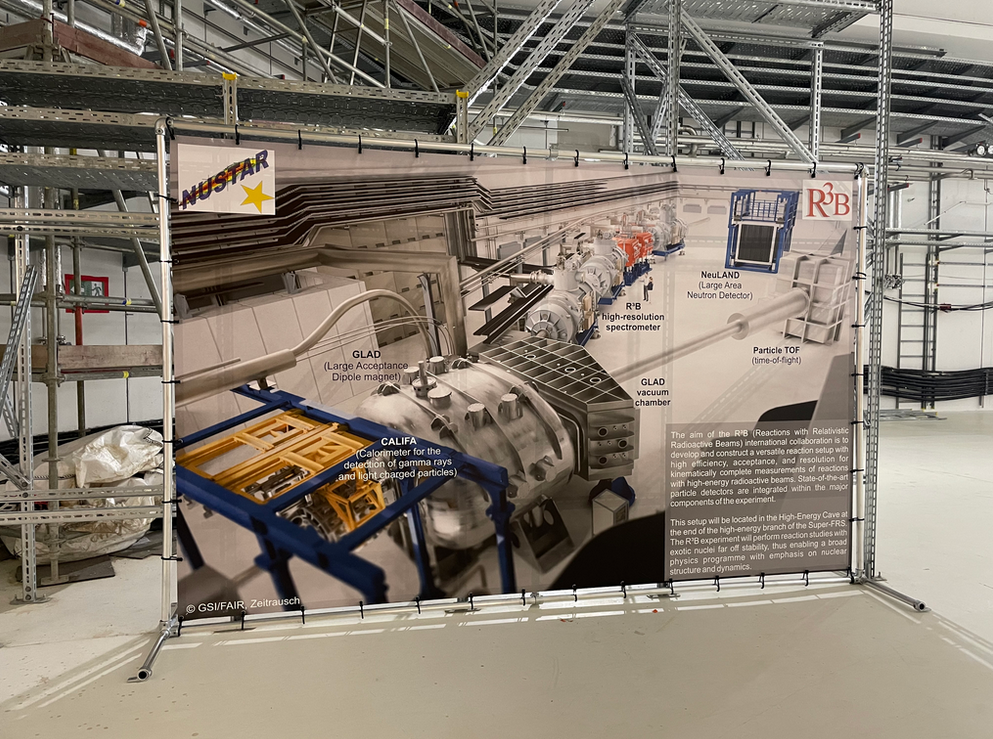 NUSTAR
R³B
NeuLAND
(Large Area
Neutron Detector)
R³B
high-resolution
spectrometer
Particle TOF
(time-of-flight)
GLAD
(Large Acceptance
Dipole magnet)
GLAD
vacuum
chamber
CALIFA
(Calorimeter for the
detection of gamma rays
and light charged particles)
The aim of the R³B (Reactions with Relativistic
Radioactive Beams) international collaboration is to
develop and construct a versatile reaction setup with
high efficiency, acceptance, and resolution for
kinematically complete measurements of reactions
with high-energy radioactive beams. State-of-the-art
particle detectors are integrated within the major
components of the experiment.
This setup will be located in the High-Energy Cave at
the end of the high-energy branch of the Super-FRS.
The R³B experiment will perform reaction studies with
exotic nuclei far off stability, thus enabling a broad
physics programme with emphasis on nuclear
structure and dynamics.
© GSI/FAIR, Zeitrausch